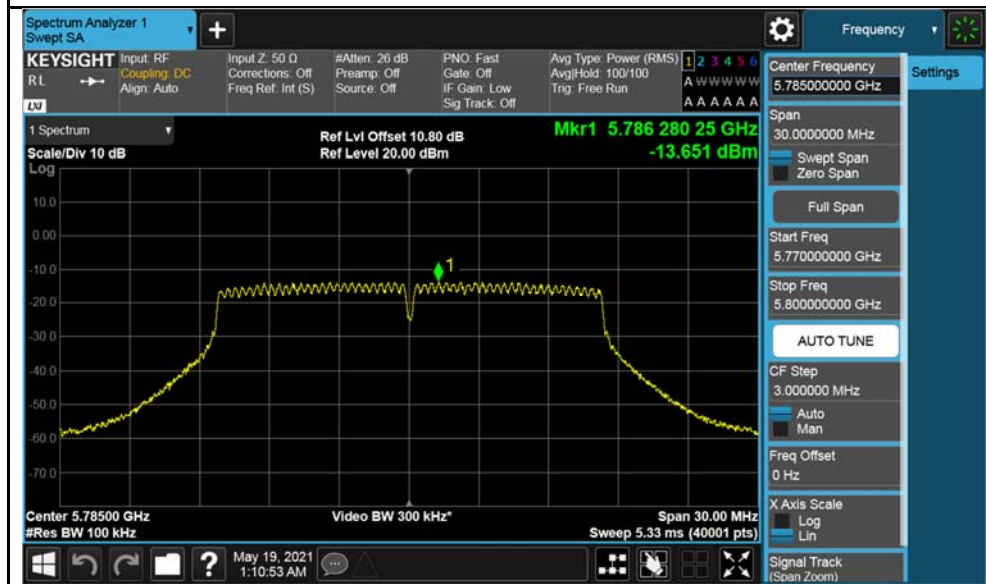 Spectrum Analyzer 1
Swept SA
+
Frequency
KEYSIGHT
RL
LXI
Input: RF
Coupling: DC
Align: Auto
Input Z: 50 Ω
Corrections: Off
Freq Ref: Int (S)
#Atten: 26 dB
Preamp: Off
Source: Off
PNO: Fast
Gate: Off
IF Gain: Low
Sig Track: Off
Avg Type: Power (RMS)
Avg|Hold: 100/100
Trig: Free Run
1 2 3 4 5 6
A W W W W W
A A A A A A
1 Spectrum
Scale/Div 10 dB
Log
Ref Lvl Offset 10.80 dB
Ref Level 20.00 dBm
Mkr1 5.786 280 25 GHz
-13.651 dBm
10.0
0.00
-10.0
-20.0
-30.0
-40.0
-50.0
-60.0
-70.0
1
Center 5.78500 GHz
#Res BW 100 kHz
Video BW 300 kHz*
Span 30.00 MHz
Sweep 5.33 ms (40001 pts)
?
May 19, 2021
1:10:53 AM
Center Frequency
5.785000000 GHz
Span
30.0000000 MHz
Swept Span
Zero Span
Full Span
Start Freq
5.770000000 GHz
Stop Freq
5.800000000 GHz
AUTO TUNE
CF Step
3.000000 MHz
Auto
Man
Freq Offset
0 Hz
X Axis Scale
Log
Lin
Signal Track
(Span Zoom)
Settings